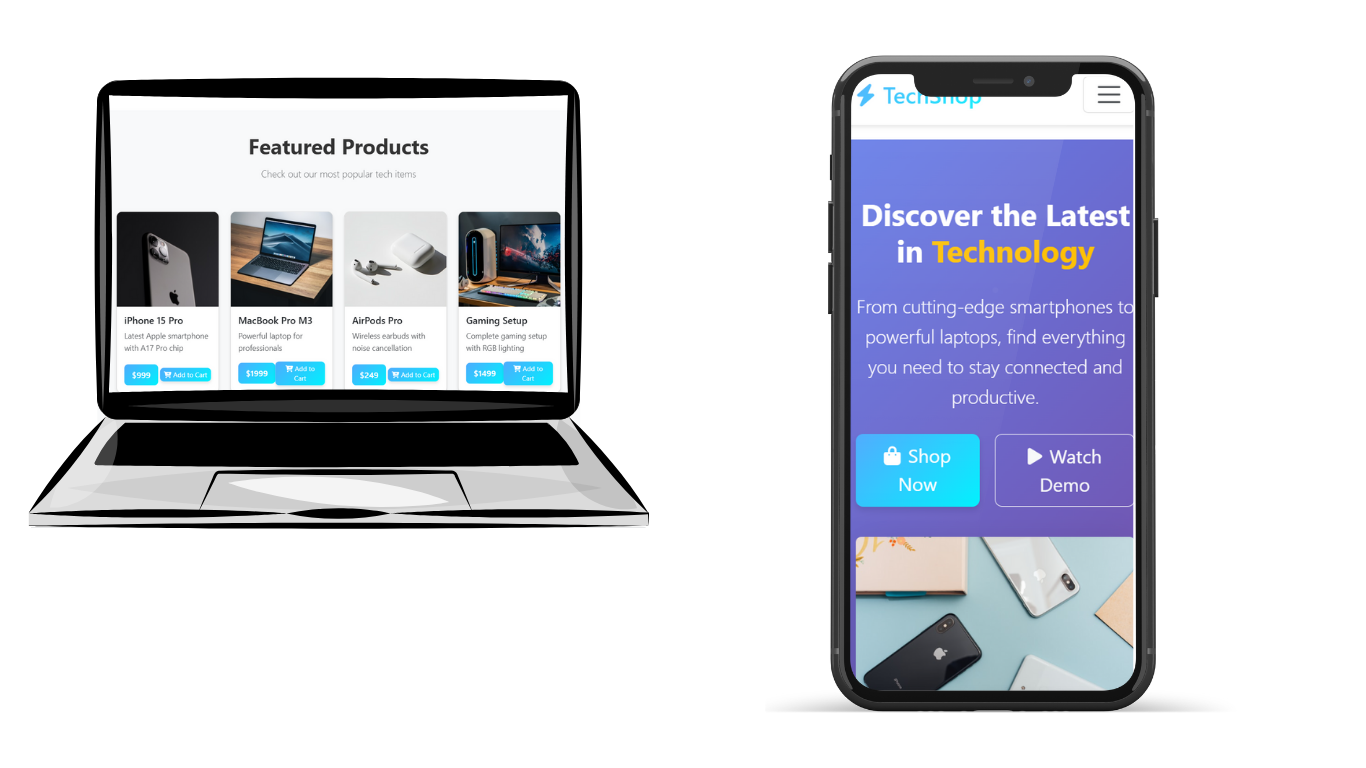 Featured Products
Check out our most popular tech items
iPhone 15 Pro
Latest Apple smartphone
with A17 Pro chip
$999
Add to Cart
MacBook Pro M3
Powerful laptop for
professionals
$1999
Add to
Cart
AirPods Pro
Wireless earbuds with
noise cancellation
$249
Add to Cart
Gaming Setup
Complete gaming setup
with RGB lighting
$1499
Add to
Cart
TechShop
Discover the Latest
in Technology
From cutting-edge smartphones to
powerful laptops, find everything
you need to stay connected and
productive.
Shop
Now
Watch
Demo